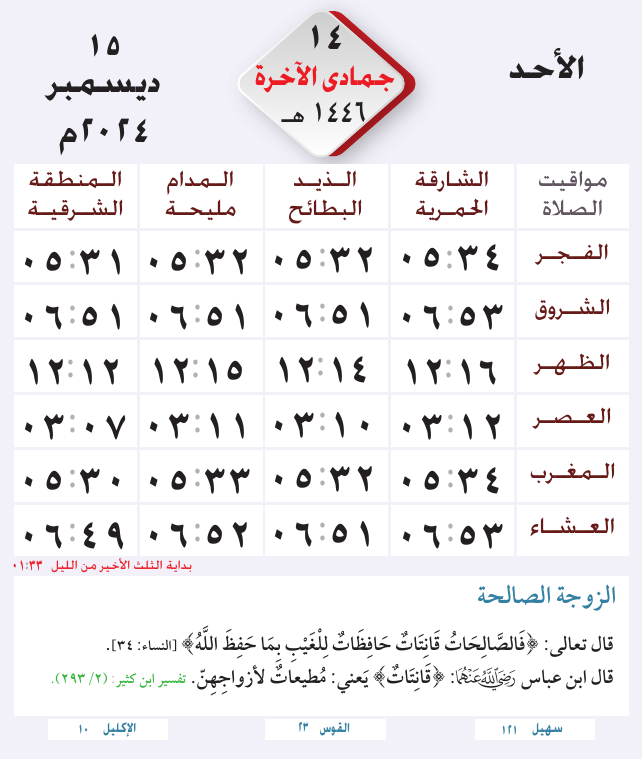 الأحد
١٤
جمادى الآخرة
١٤٤٦ هـ
١٥
ديسمبر
٢٠٢٤م
مواقيت الصلاة | الشارقة الحمرية | الذيد البطائح | المدام مليحة | المنطقة الشرقية
الفجر ٠٥:٣٤ ٠٥:٣٢ ٠٥:٣٢ ٠٥:٣١
الشروق ٠٦:٥٣ ٠٦:٥١ ٠٦:٥١ ٠٦:٥١
الظهر ١٢:١٦ ١٢:١٤ ١٢:١٥ ١٢:١٢
العصر ٠٣:١٢ ٠٣:١٠ ٠٣:١١ ٠٣:٠٧
المغرب ٠٥:٣٤ ٠٥:٣٢ ٠٥:٣٣ ٠٥:٣٠
العشاء ٠٦:٥٣ ٠٦:٥١ ٠٦:٥٢ ٠٦:٤٩
بداية الثلث الأخير من الليل ٠١:٣٣
الزوجة الصالحة
قال تعالى: ﴿فَالصَّالِحَاتُ قَانِتَاتٌ حَافِظَاتٌ لِلْغَيْبِ بِمَا حَفِظَ اللَّهُ﴾ [النساء: ٣٤].
قال ابن عباس رَضِيَ اللَّهُ عَنْهُمَا: ﴿قَانِتَاتٌ﴾ يَعني: مُطيعاتٌ لأزواجِهِنّ. تفسير ابن كثير: (٢/ ٢٩٣).
سهيل ١٢١
القوس ٢٣
الإكليل ١٠